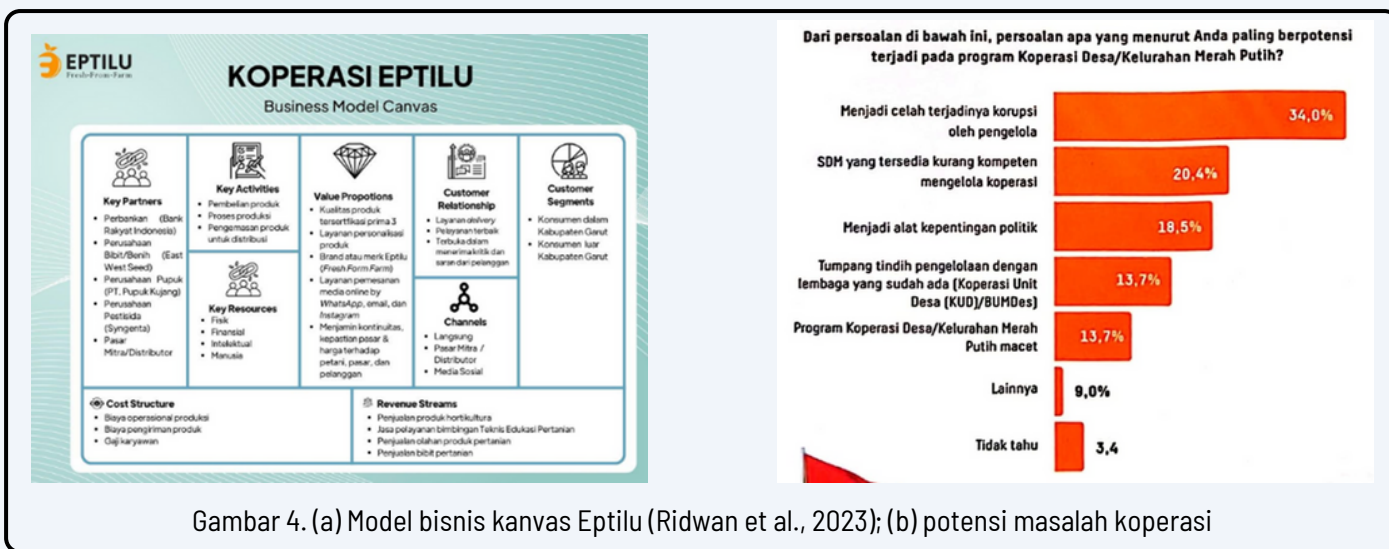 EPTILU
Fresh-From-Farm
KOPERASI EPTILU
Business Model Canvas
Key Partners
• Perbankan (Bank
Rakyat Indonesia)
• Perusahaan
Bibit/Benih (East
West Seed)
• Perusahaan Pupuk
(PT. Pupuk Kujang)
• Perusahaan
Pestisida
(Syngenta)
• Pasar
Mitra/Distributor
Key Activities
• Pembelian produk
• Proses produksi
• Pengemasan produk
untuk distribusi
Key Resources
• Fisik
• Finansial
• Intelektual
• Manusia
Value Propotions
• Kualitas produk
tersertfikasi prima 3
• Layanan personalisasi
produk
• Brand atau merk Eptilu
(Fresh Form Farm)
• Layanan pemesanan
media online by
WhatsApp, email, dan
Instagram
• Menjamin kontinuitas,
kepastian pasar &
harga terhadap
petani, pasar, dan
pelanggan
Customer
Relationship
• Layanan delivery
• Pelayanan terbaik
• Terbuka dalam
menerima kritik dan
saran dari pelanggan
Channels
• Langsung
• Pasar Mitra /
Distributor
• Media Sosial
Customer
Segments
• Konsumen dalam
Kabupaten Garut
• Konsumen luar
Kabupaten Garut
Cost Structure
• Biaya operasional produksi
• Biaya pengiriman produk
• Gaji karyawan
Revenue Streams
• Penjualan produk hortikultura
• Jasa pelayanan bimbingan Teknis Edukasi Pertanian
• Penjualan olahan produk pertanian
• Penjualan bibit pertanian
Dari persoalan di bawah ini, persoalan apa yang menurut Anda paling berpotensi
terjadi pada program Koperasi Desa/Kelurahan Merah Putih?
Menjadi celah terjadinya korupsi
oleh pengelola
34,0%
SDM yang tersedia kurang kompeten
mengelola koperasi
20,4%
Menjadi alat kepentingan politik
18,5%
Tumpang tindih pengelolaan dengan
lembaga yang sudah ada (Koperasi Unit
Desa (KUD)/BUMDes)
13,7%
Program Koperasi Desa/Kelurahan Merah
Putih macet
13,7%
Lainnya
9,0%
Tidak tahu
3,4
Gambar 4. (a) Model bisnis kanvas Eptilu (Ridwan et al., 2023); (b) potensi masalah koperasi